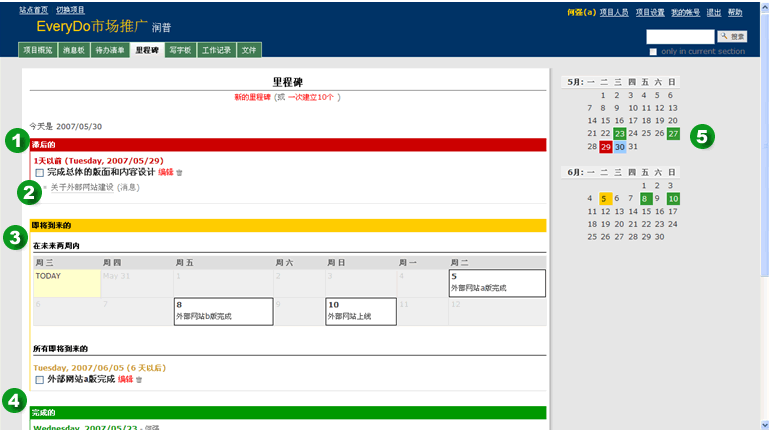 站点首页 切换项目
何强(a) 项目人员 项目设置 我的帐号 退出 帮助
EveryDo市场推广 润普
搜索
only in current section
项目概览 消息板 待办清单 里程碑 写字板 工作记录 文件
里程碑
新的里程碑 (或 一次建立10个 )
今天是 2007/05/30
1
滞后的
1天以前 (Tuesday, 2007/05/29)
完成总体的版面和内容设计 编辑
2
» 关于外部网站建设 (消息)
3
即将到来的
在未来两周内
周三 周四 周五 周六 周日 周一 周二
TODAY May 31 1 2 3 4 5
外部网站a版完成
6 7 8 9 10 11 12
外部网站b版完成 外部网站上线
所有即将到来的
Tuesday, 2007/06/05 (6 天以后)
外部网站a版完成 编辑
4
完成的
Wednesday, 2007/05/23 - 何强
5月: 一 二 三 四 五 六 日
1 2 3 4 5 6
7 8 9 10 11 12 13
14 15 16 17 18 19 20
21 22 23 24 25 26 27
28 29 30 31
5
6月: 一 二 三 四 五 六 日
1 2 3
4 5 6 7 8 9 10
11 12 13 14 15 16 17
18 19 20 21 22 23 24
25 26 27 28 29 30